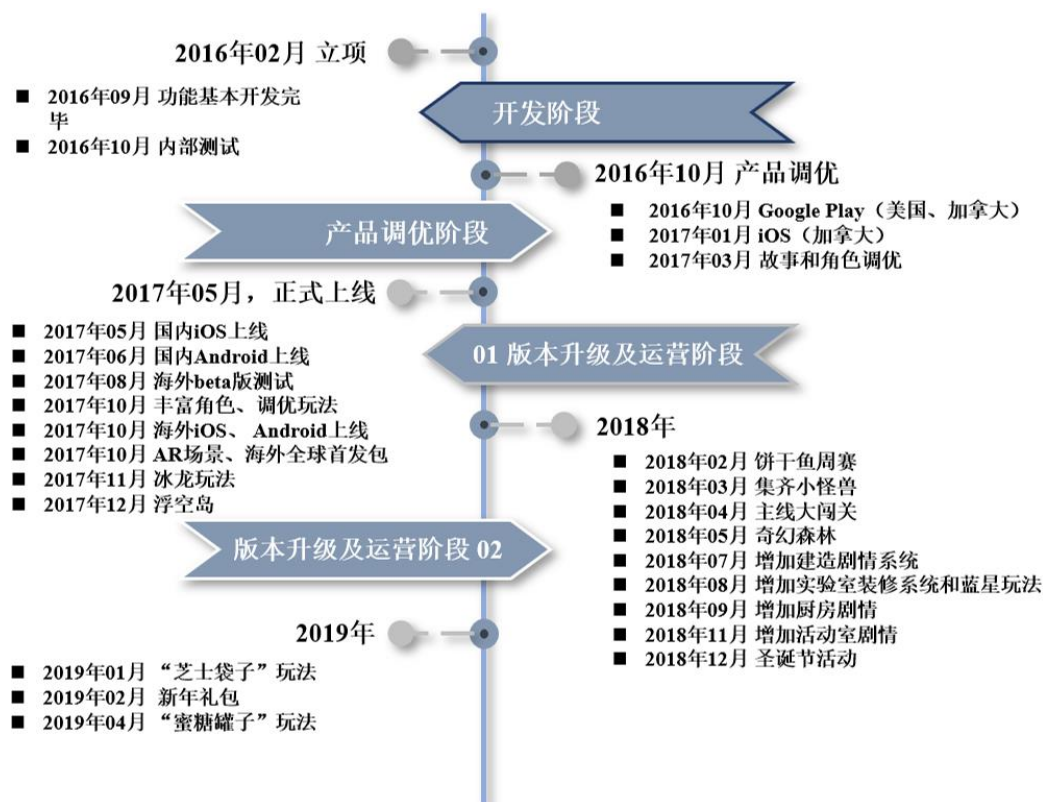 2016年02月 立项
■ 2016年09月 功能基本开发完
毕
■ 2016年10月 内部测试
开发阶段
2016年10月 产品调优
■ 2016年10月 Google Play（美国、加拿大）
■ 2017年01月 iOS（加拿大）
■ 2017年03月 故事和角色调优
产品调优阶段
2017年05月，正式上线
■ 2017年05月 国内iOS上线
■ 2017年06月 国内Android上线
■ 2017年08月 海外beta版测试
■ 2017年10月 丰富角色、调优玩法
■ 2017年10月 海外iOS、 Android上线
■ 2017年10月 AR场景、海外全球首发包
■ 2017年11月 冰龙玩法
■ 2017年12月 浮空岛
01 版本升级及运营阶段
2018年
■ 2018年02月 饼干鱼周赛
■ 2018年03月 集齐小怪兽
■ 2018年04月 主线大闯关
■ 2018年05月 奇幻森林
■ 2018年07月 增加建造剧情系统
■ 2018年08月 增加实验室装修系统和蓝星玩法
■ 2018年09月 增加厨房剧情
■ 2018年11月 增加活动室剧情
■ 2018年12月 圣诞节活动
版本升级及运营阶段 02
2019年
■ 2019年01月 “芝士袋子”玩法
■ 2019年02月 新年礼包
■ 2019年04月 “蜜糖罐子”玩法